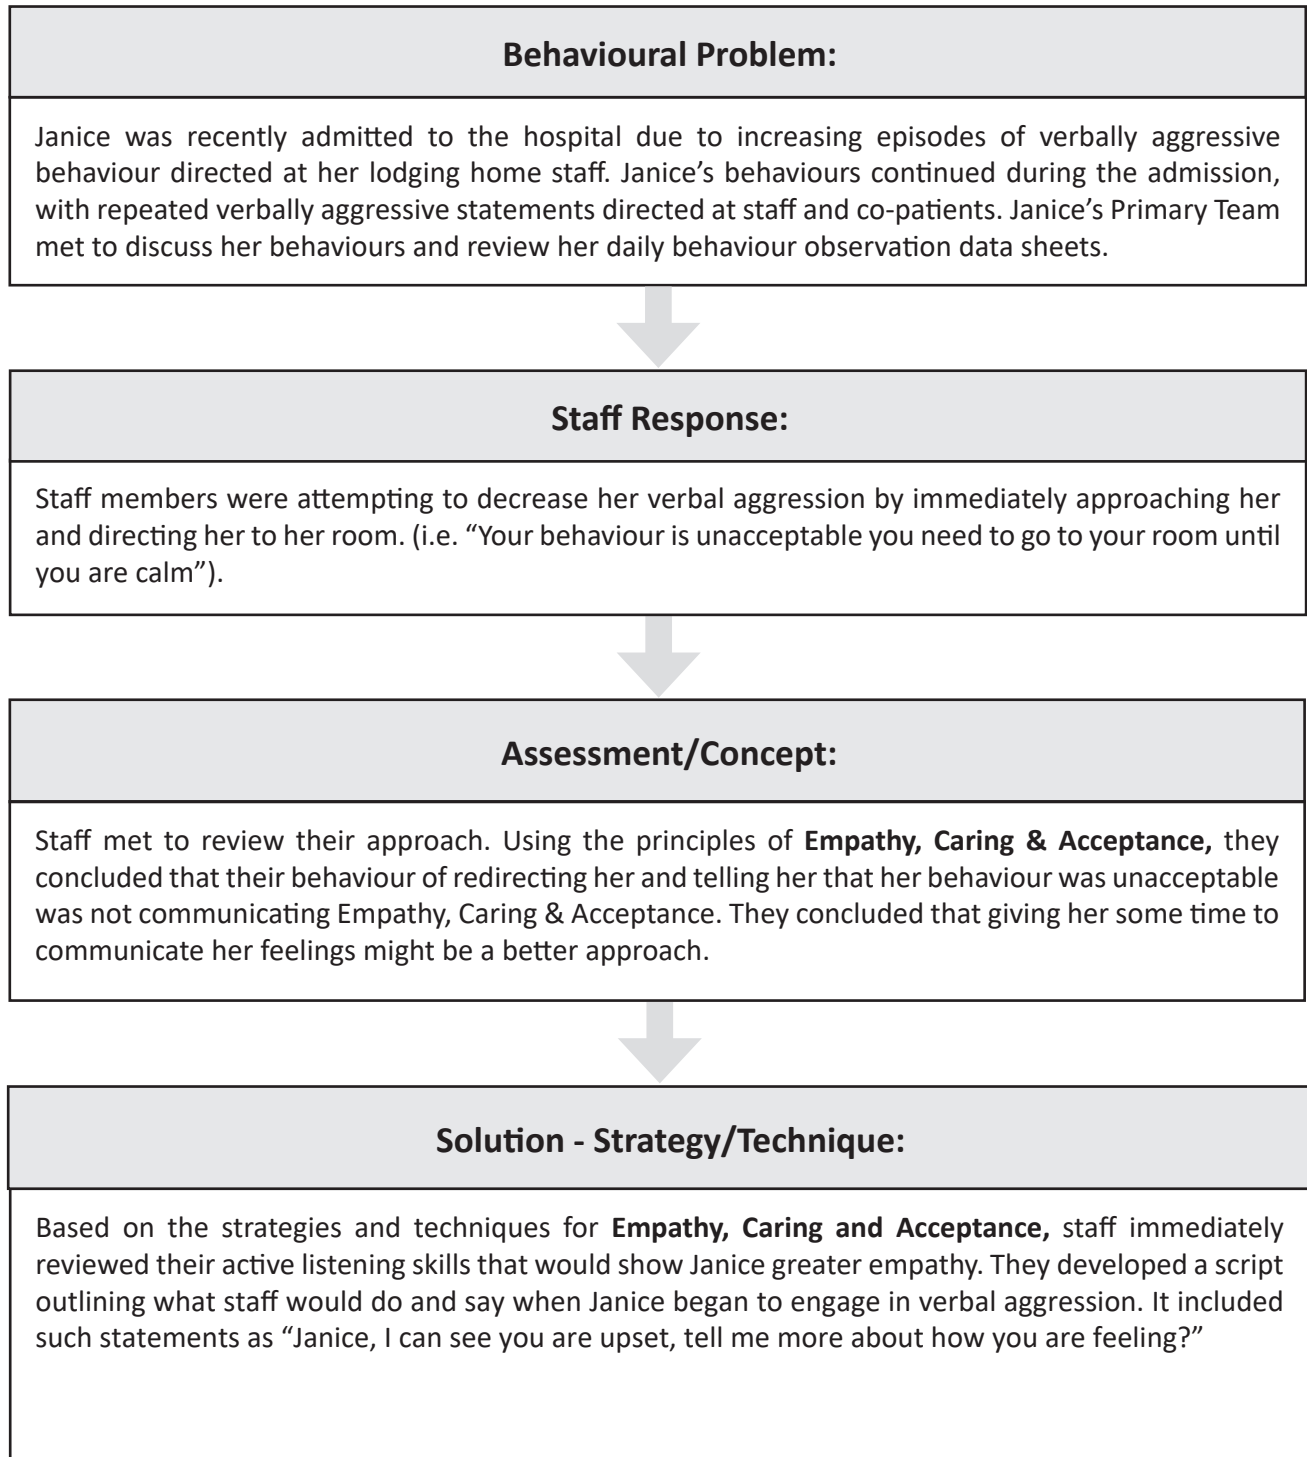 Behavioural Problem:
Janice was recently admitted to the hospital due to increasing episodes of verbally aggressive
behaviour directed at her lodging home staff. Janice’s behaviours continued during the admission,
with repeated verbally aggressive statements directed at staff and co-patients. Janice’s Primary Team
met to discuss her behaviours and review her daily behaviour observation data sheets.
Staff Response:
Staff members were attempting to decrease her verbal aggression by immediately approaching her
and directing her to her room. (i.e. “Your behaviour is unacceptable you need to go to your room until
you are calm”).
Assessment/Concept:
Staff met to review their approach. Using the principles of Empathy, Caring & Acceptance, they
concluded that their behaviour of redirecting her and telling her that her behaviour was unacceptable
was not communicating Empathy, Caring & Acceptance. They concluded that giving her some time to
communicate her feelings might be a better approach.
Solution - Strategy/Technique:
Based on the strategies and techniques for Empathy, Caring and Acceptance, staff immediately
reviewed their active listening skills that would show Janice greater empathy. They developed a script
outlining what staff would do and say when Janice began to engage in verbal aggression. It included
such statements as “Janice, I can see you are upset, tell me more about how you are feeling?”